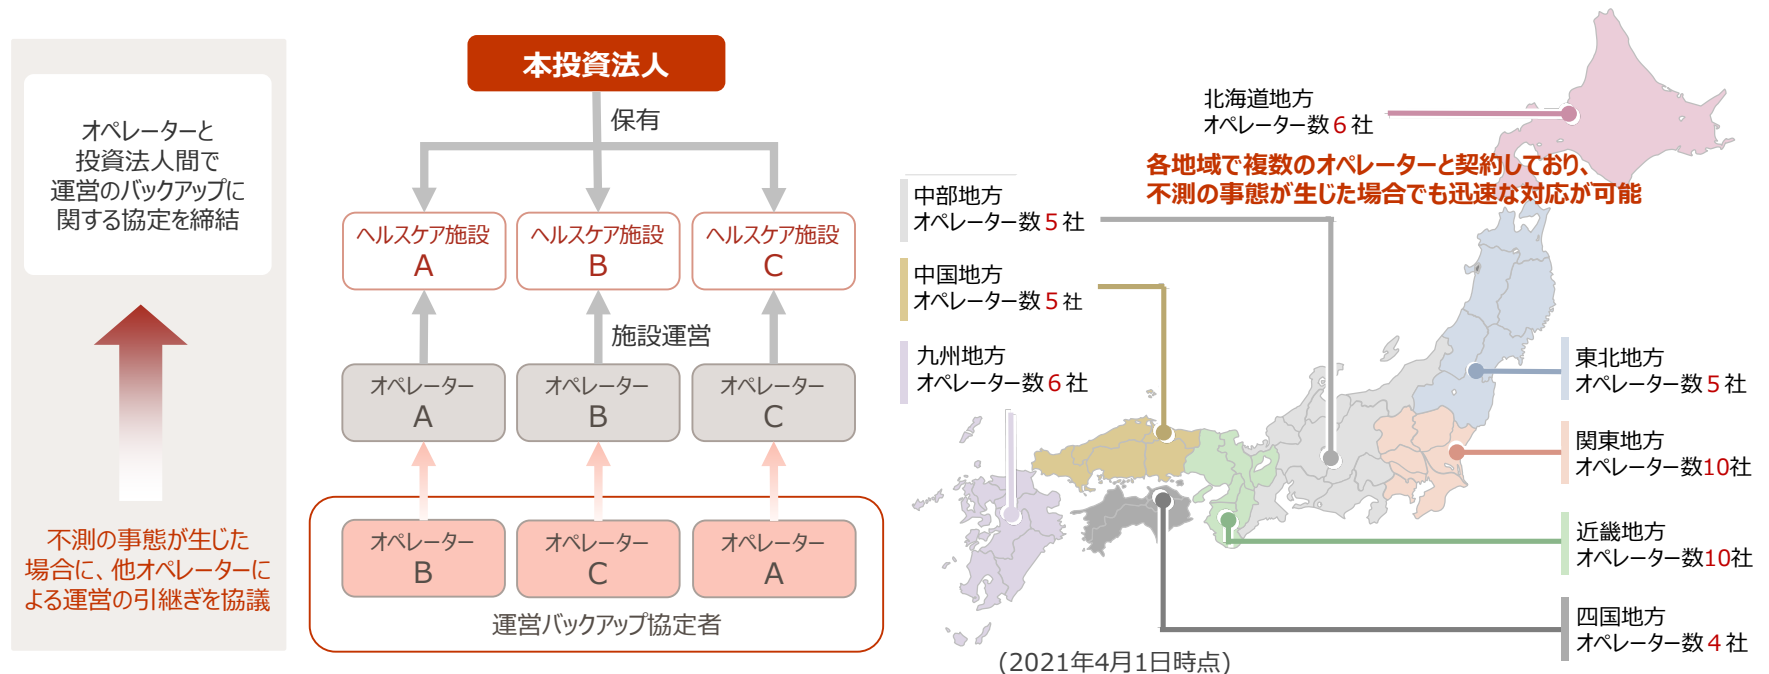 オペレーターと
投資法人間で
運営のバックアップに
関する協定を締結
不測の事態が生じた
場合に、他オペレーターに
よる運営の引継ぎを協議
本投資法人
保有
ヘルスケア施設
A
ヘルスケア施設
B
ヘルスケア施設
C
施設運営
オペレーター
A
オペレーター
B
オペレーター
C
オペレーター
B
オペレーター
C
オペレーター
A
運営バックアップ協定者
北海道地方
オペレーター数6社
各地域で複数のオペレーターと契約しており、
不測の事態が生じた場合でも迅速な対応が可能
中部地方
オペレーター数5社
中国地方
オペレーター数5社
九州地方
オペレーター数6社
東北地方
オペレーター数5社
関東地方
オペレーター数10社
近畿地方
オペレーター数10社
四国地方
オペレーター数4社
(2021年4月1日時点)